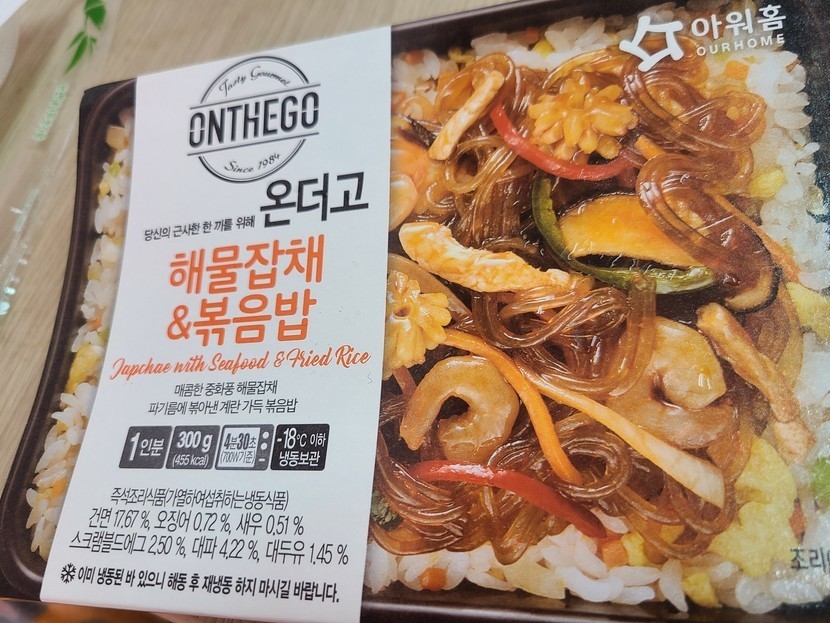 아워홈
OURHOME
Tasty Gourmet
ONTHEGO
Since 1984
온더고
당신의 근사한 한 끼를 위해
해물잡채
&볶음밥
Japchae with Seafood & Fried Rice
매콤한 중화풍 해물잡채
파기름에 볶아낸 계란 가득 볶음밥
1인분
300 g
(455 kcal)
4분30초
(700W기준)
-18℃ 이하
냉동보관
즉석조리식품(가열하여섭취하는냉동식품)
건면 17.67 %, 오징어 0.72 %, 새우 0.51 %
스크램블드에그 2.50 %, 대파 4.22 %, 대두유 1.45 %
이미 냉동된 바 있으니 해동 후 재냉동 하지 마시길 바랍니다.
조리